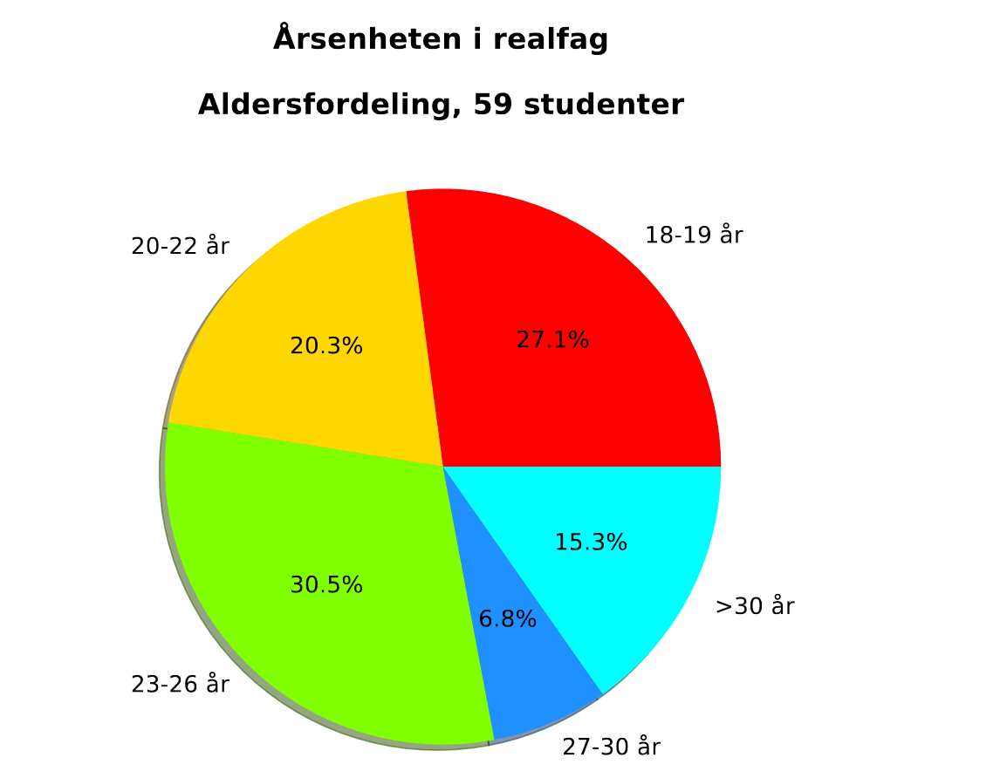 Årsenheten i realfag
Aldersfordeling, 59 studenter
18-19 år
20-22 år
27.1%
20.3%
15.3%
30.5%
>30 år
6.8%
23-26 år
27-30 år